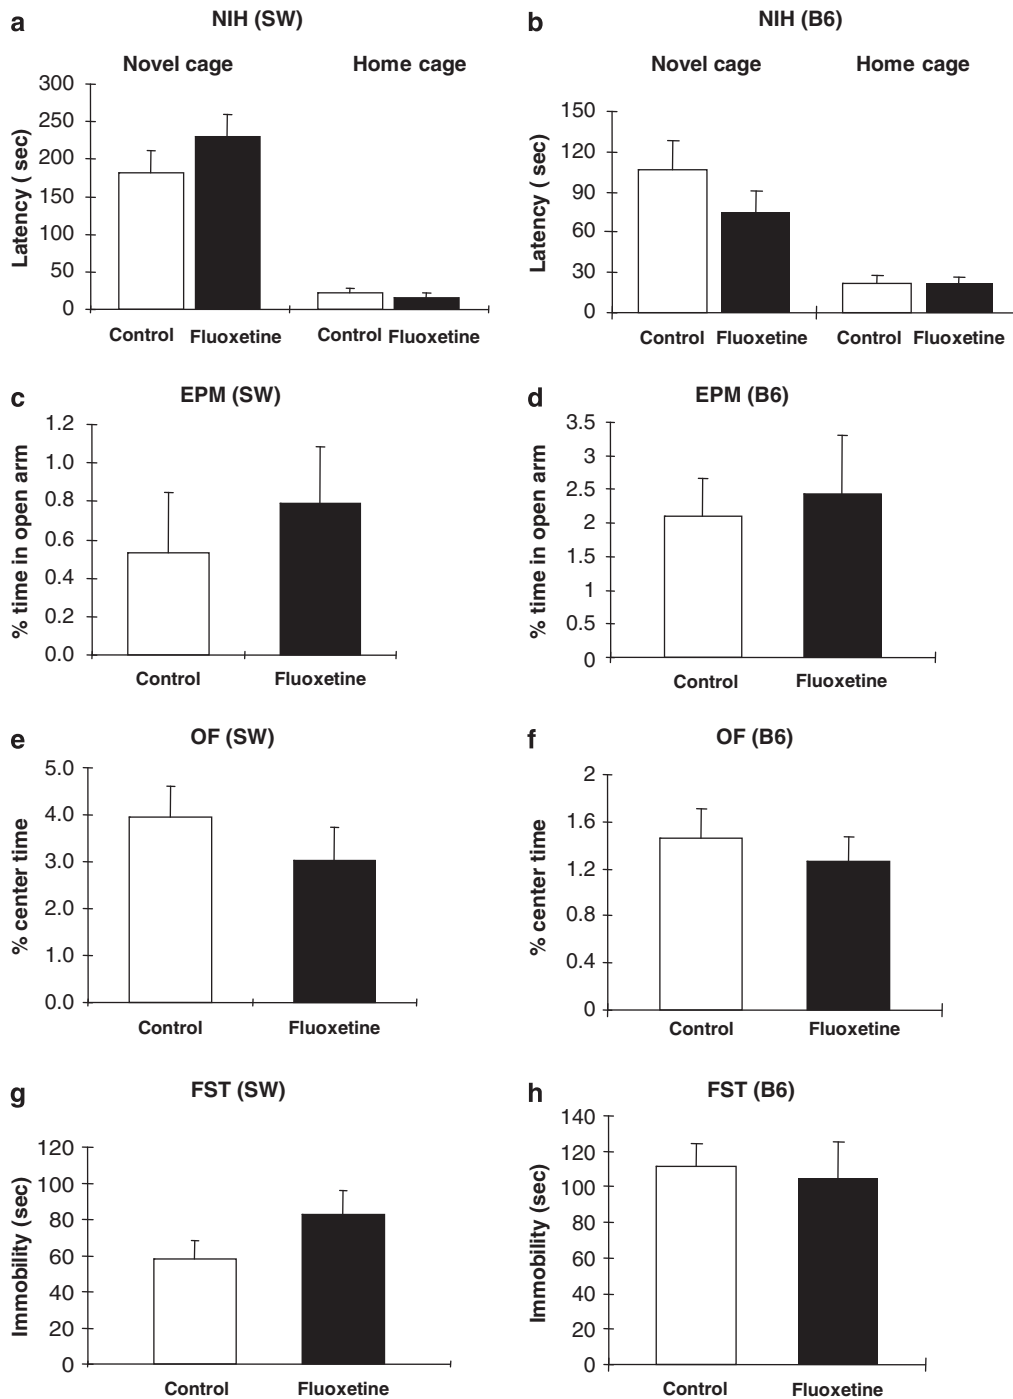 a
NIH (SW)
Novel cage
Home cage
Latency ( sec)
300
250
200
150
100
50
0
Control
Fluoxetine
Control
Fluoxetine
b
NIH (B6)
Novel cage
Home cage
Latency ( sec)
150
120
90
60
30
0
Control
Fluoxetine
Control
Fluoxetine
c
EPM (SW)
% time in open arm
1.2
1.0
0.8
0.6
0.4
0.2
0.0
Control
Fluoxetine
d
EPM (B6)
% time in open arm
3.5
3
2.5
2
1.5
1
0.5
0
Control
Fluoxetine
e
OF (SW)
% center time
5.0
4.0
3.0
2.0
1.0
0.0
Control
Fluoxetine
f
OF (B6)
% center time
2
1.6
1.2
0.8
0.4
0
Control
Fluoxetine
g
FST (SW)
Immobility (sec)
120
100
80
60
40
20
0
Control
Fluoxetine
h
FST (B6)
Immobility (sec)
140
120
100
80
60
40
20
0
Control
Fluoxetine